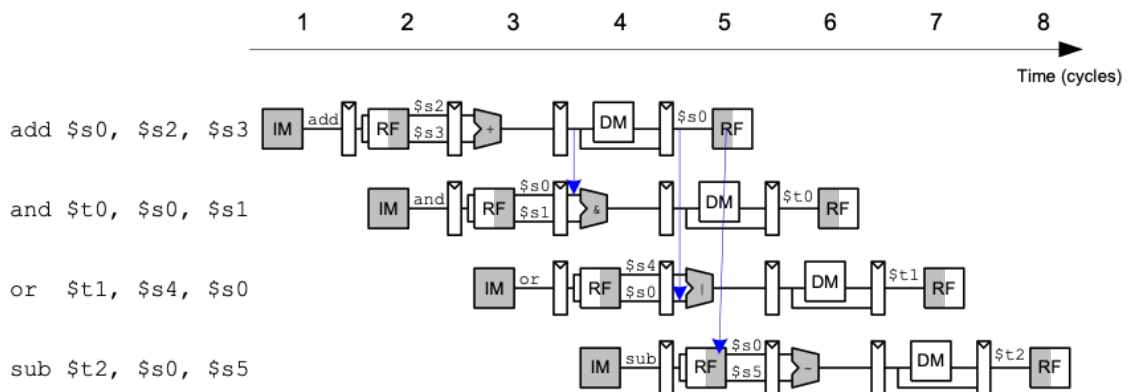 1 2 3 4 5 6 7 8
Time (cycles)
add $s0, $s2, $s3 IM add RF $s2 $s3 + DM $s0 RF
and $t0, $s0, $s1 IM and RF $s0 $s1 & DM $t0 RF
or $t1, $s4, $s0 IM or RF $s4 $s0 | DM $t1 RF
sub $t2, $s0, $s5 IM sub RF $s0 $s5 - DM $t2 RF